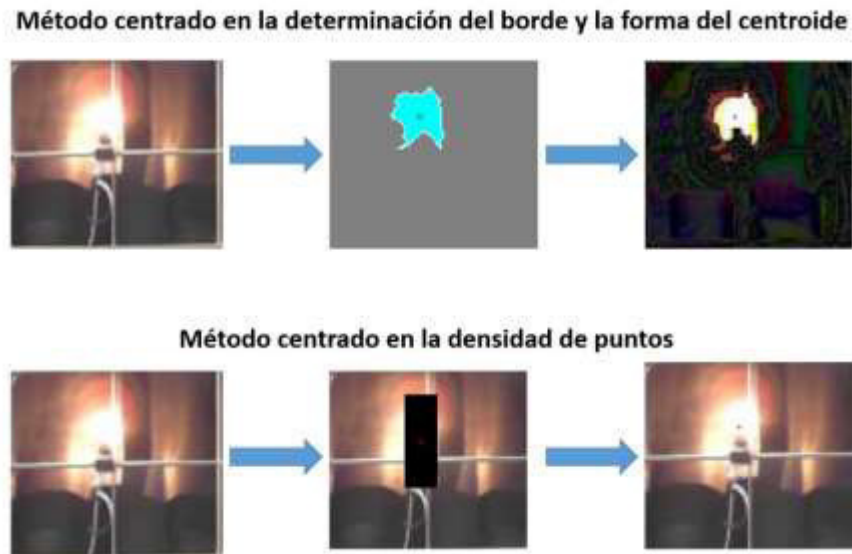 Método centrado en la determinación del borde y la forma del centroide
Método centrado en la densidad de puntos